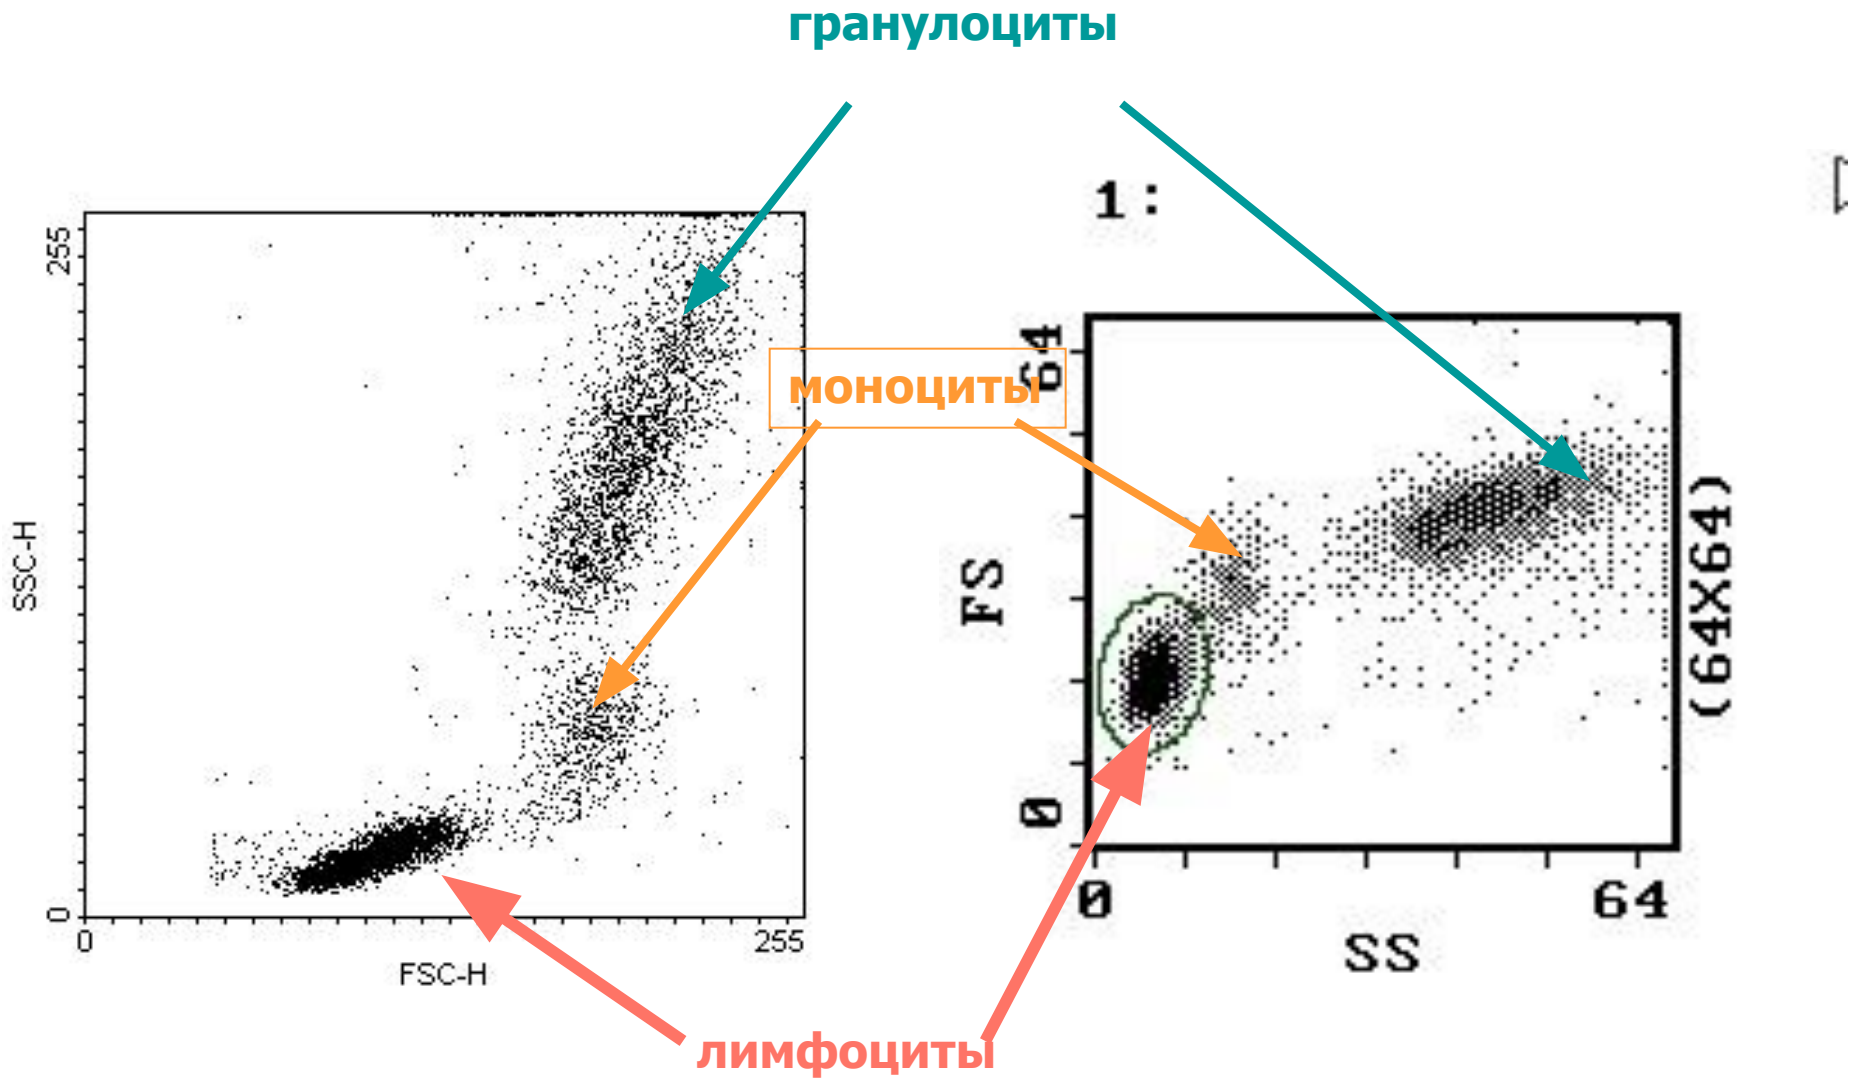 гранулоциты
1:
255
64
моноциты
SSC-H
FS
(64X64)
0
0
0
255
0
64
FSC-H
SS
лимфоциты